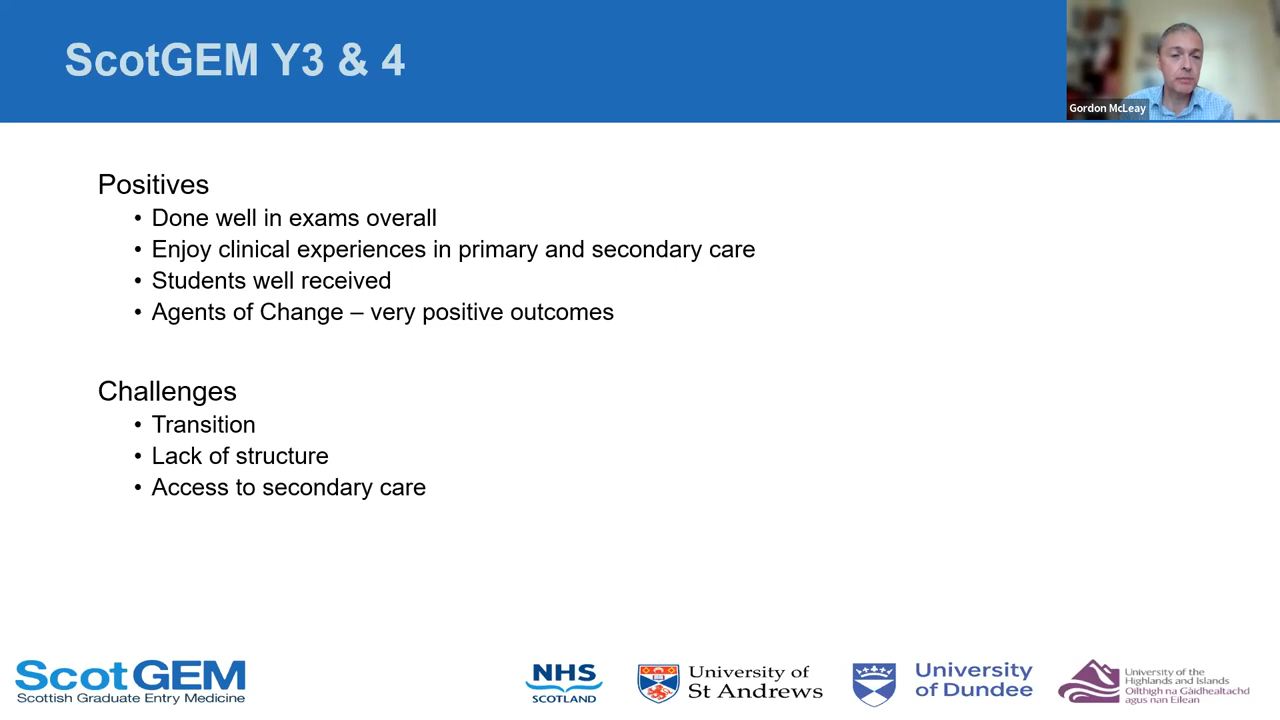 ScotGEM Y3 & 4
Gordon McLeay
Positives
• Done well in exams overall
• Enjoy clinical experiences in primary and secondary care
• Students well received
• Agents of Change – very positive outcomes
Challenges
• Transition
• Lack of structure
• Access to secondary care
ScotGEM
Scottish Graduate Entry Medicine
NHS
SCOTLAND
University of
St Andrews
University
of Dundee
University of the
Highlands and Islands
Oilthigh na Gàidhealtachd
agus nan Eilean